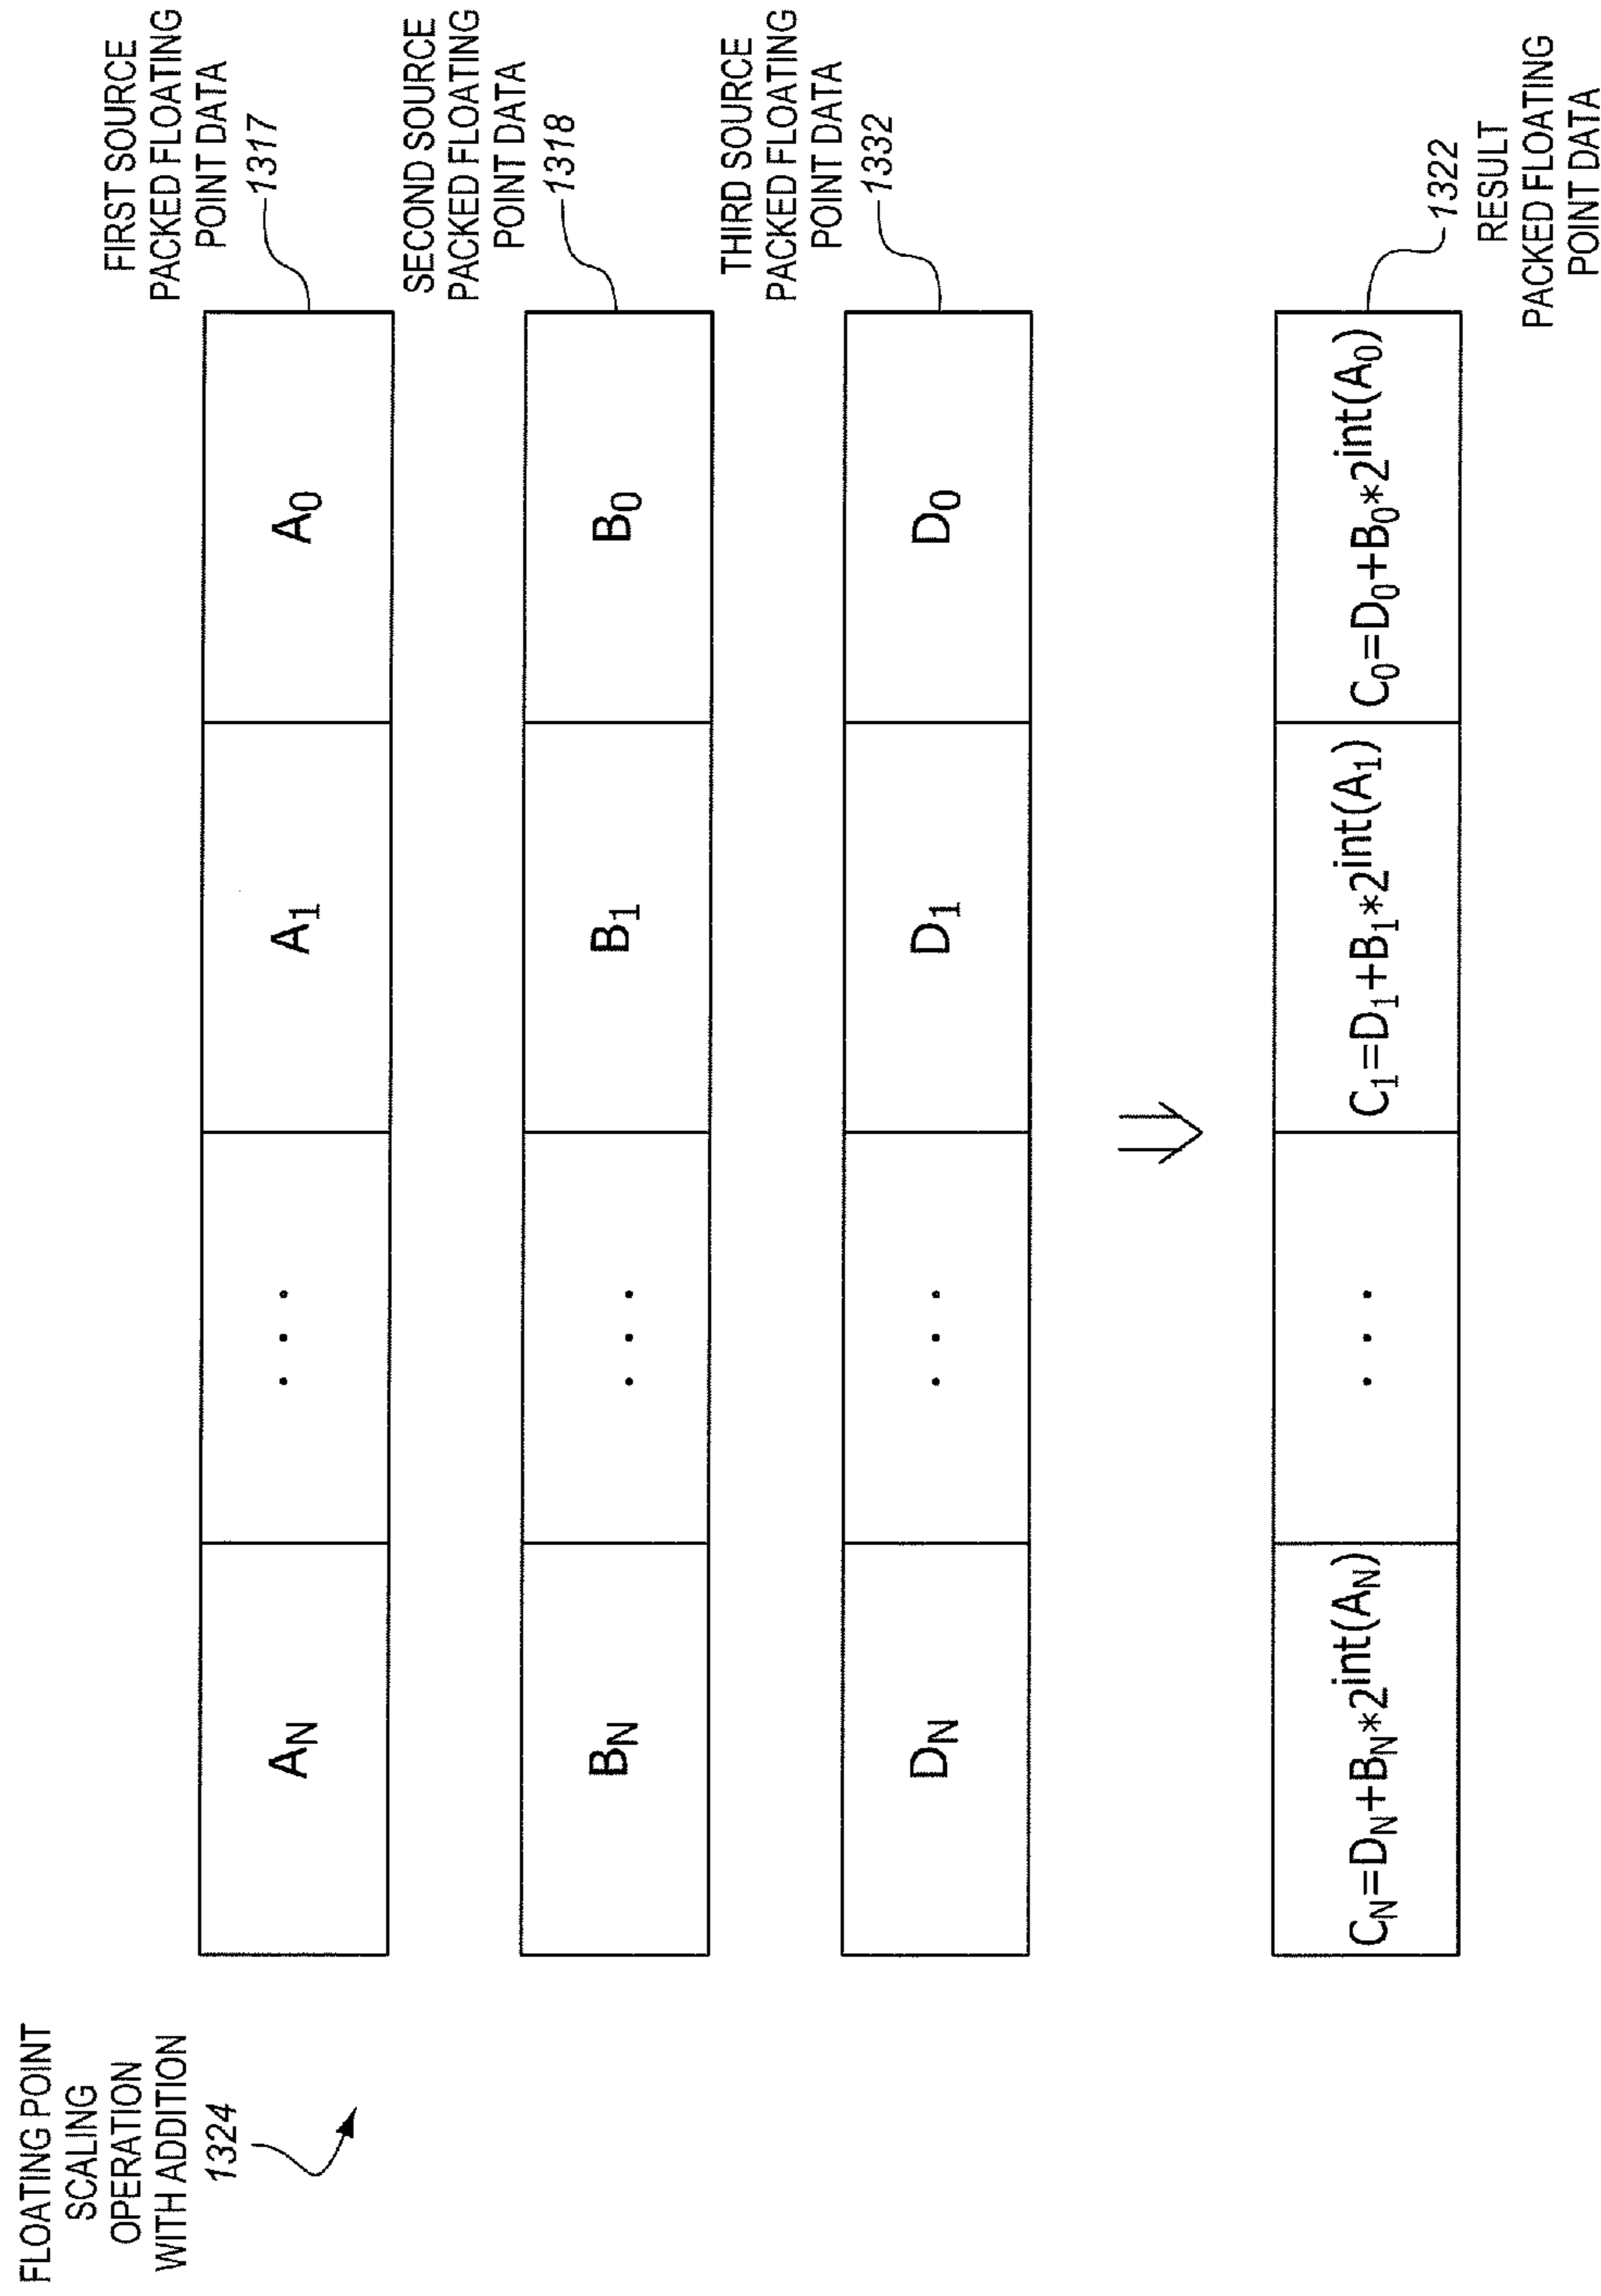 FLOATING POINT
SCALING
OPERATION
WITH ADDITION
1324
FIRST SOURCE
PACKED FLOATING
POINT DATA
1317
A_N ... A_1 A_0
SECOND SOURCE
PACKED FLOATING
POINT DATA
1318
B_N ... B_1 B_0
THIRD SOURCE
PACKED FLOATING
POINT DATA
1332
D_N ... D_1 D_0
C_N=D_N+B_N*2^int(A_N) ... C_1=D_1+B_1*2^int(A_1) C_0=D_0+B_0*2^int(A_0)
1322
RESULT
PACKED FLOATING
POINT DATA